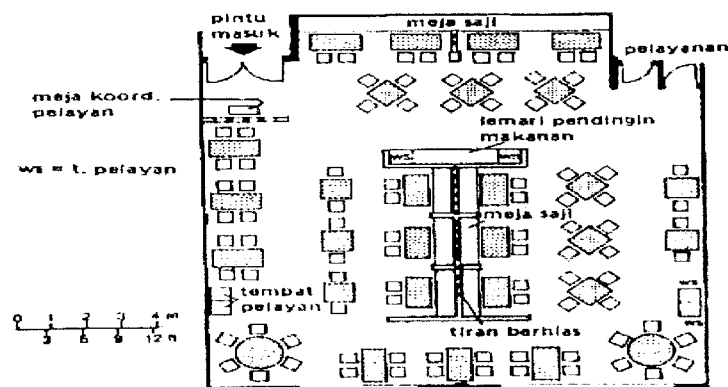 pintu
masuk
meja saji
pelayanan
meja koord.
pelayan
lemari pendingin
makanan
ws
ws
ws = t. pelayan
meja saji
tempat
pelayan
ws
ws
0 1 2 3 4 M
3 6 9 12 ft
tiran berhias